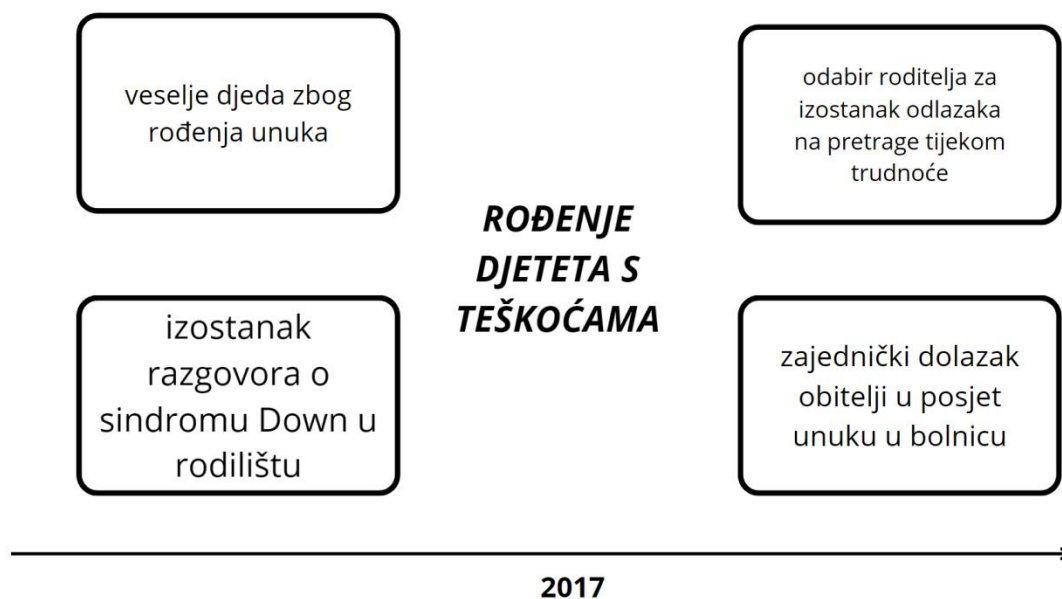 veselje djeda zbog
rođenja unuka
odabir roditelja za
izostanak odlazaka
na pretrage tijekom
trudnoće
ROĐENJE
DJETETA S
TEŠKOĆAMA
izostanak
razgovora o
sindromu Down u
rodilištu
zajednički dolazak
obitelji u posjet
unuku u bolnicu
2017